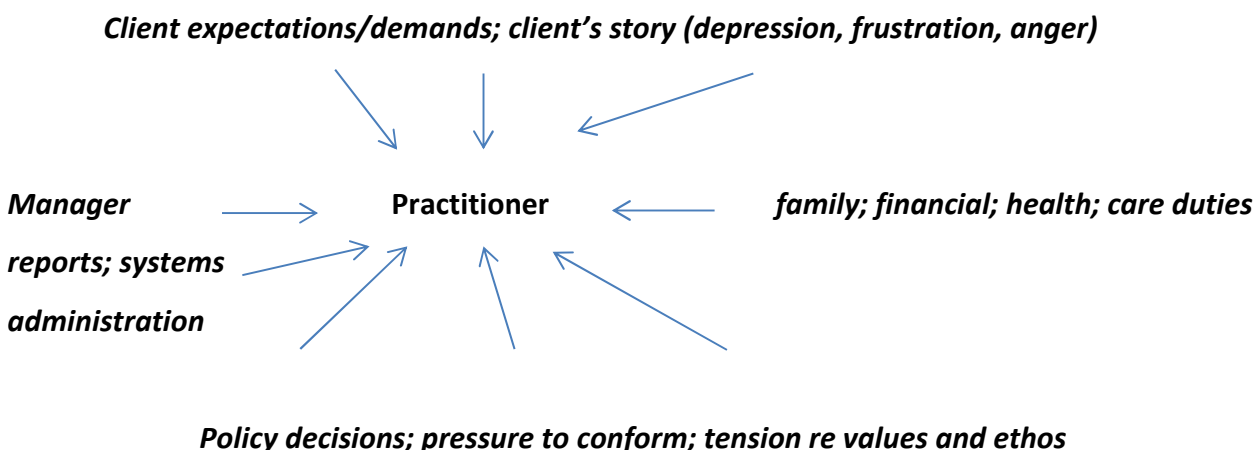 Client expectations/demands; client's story (depression, frustration, anger)
Manager
Practitioner
family; financial; health; care duties
reports; systems
administration
Policy decisions; pressure to conform; tension re values and ethos